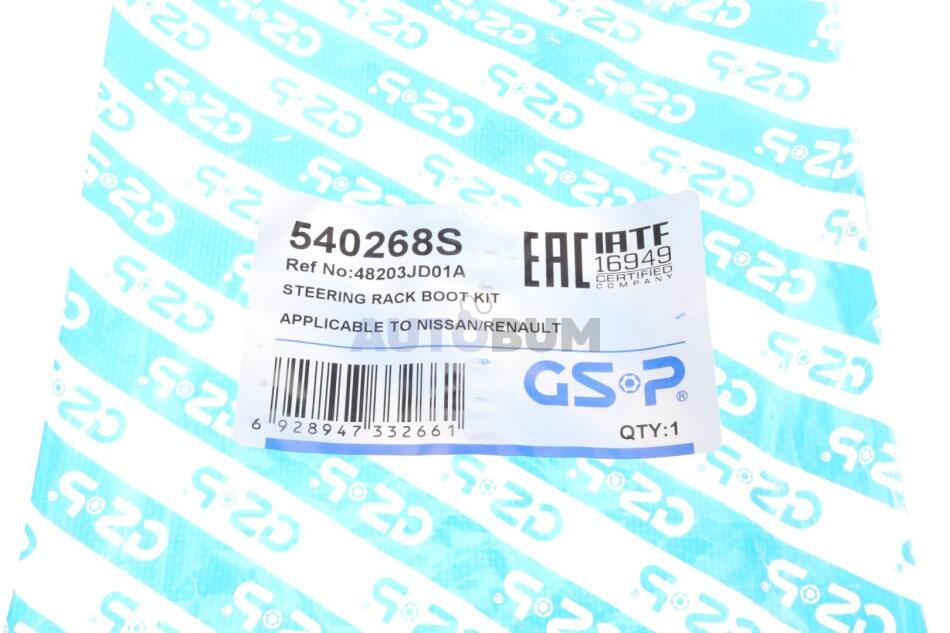 540268S
Ref No:48203JD01A
STEERING RACK BOOT KIT
APPLICABLE TO NISSAN/RENAULT
EAC
IATF
16949
CERTIFIED
COMPANY
AUTOBUM
6 928947 332661
GS-P®
QTY:1